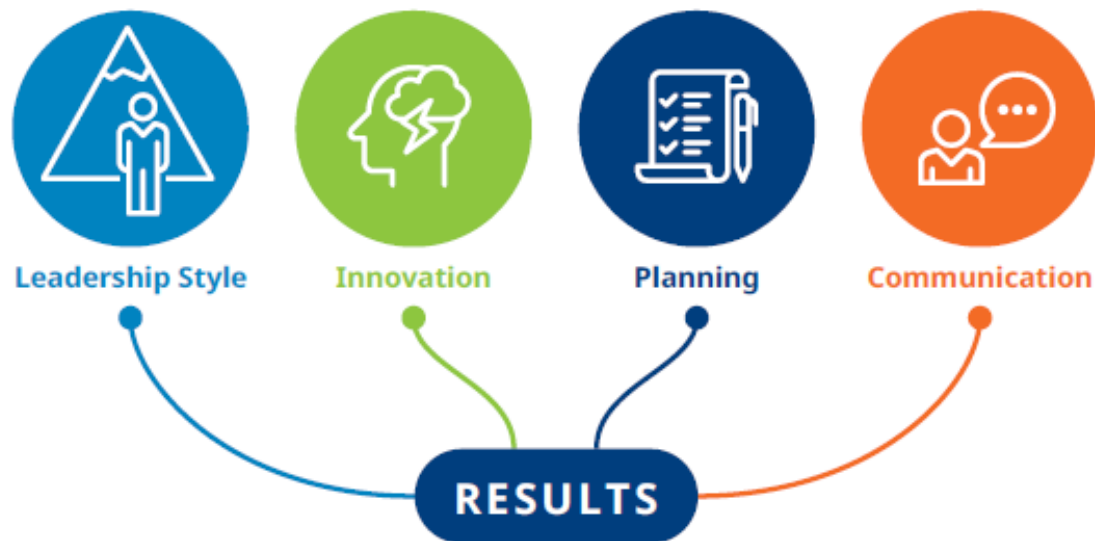 Leadership Style
Innovation
Planning
Communication
RESULTS